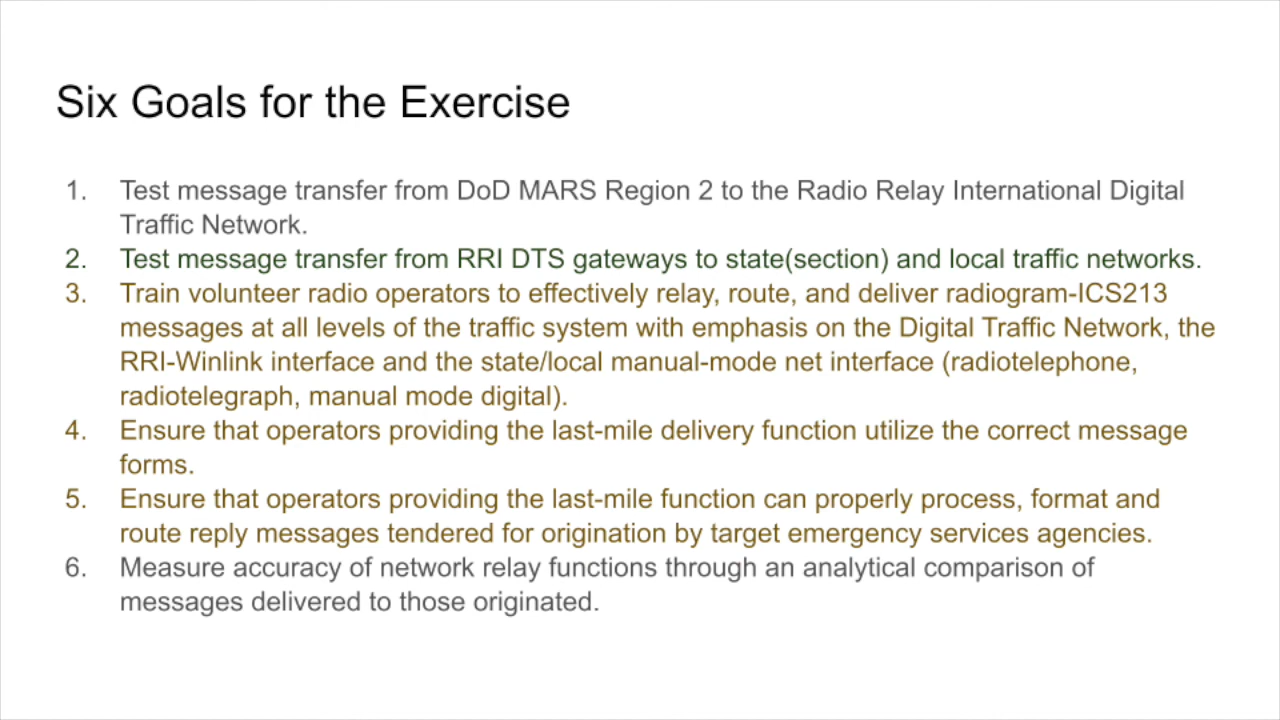 Six Goals for the Exercise
1. Test message transfer from DoD MARS Region 2 to the Radio Relay International Digital
Traffic Network.
2. Test message transfer from RRI DTS gateways to state(section) and local traffic networks.
3. Train volunteer radio operators to effectively relay, route, and deliver radiogram-ICS213
messages at all levels of the traffic system with emphasis on the Digital Traffic Network, the
RRI-Winlink interface and the state/local manual-mode net interface (radiotelephone,
radiotelegraph, manual mode digital).
4. Ensure that operators providing the last-mile delivery function utilize the correct message
forms.
5. Ensure that operators providing the last-mile function can properly process, format and
route reply messages tendered for origination by target emergency services agencies.
6. Measure accuracy of network relay functions through an analytical comparison of
messages delivered to those originated.